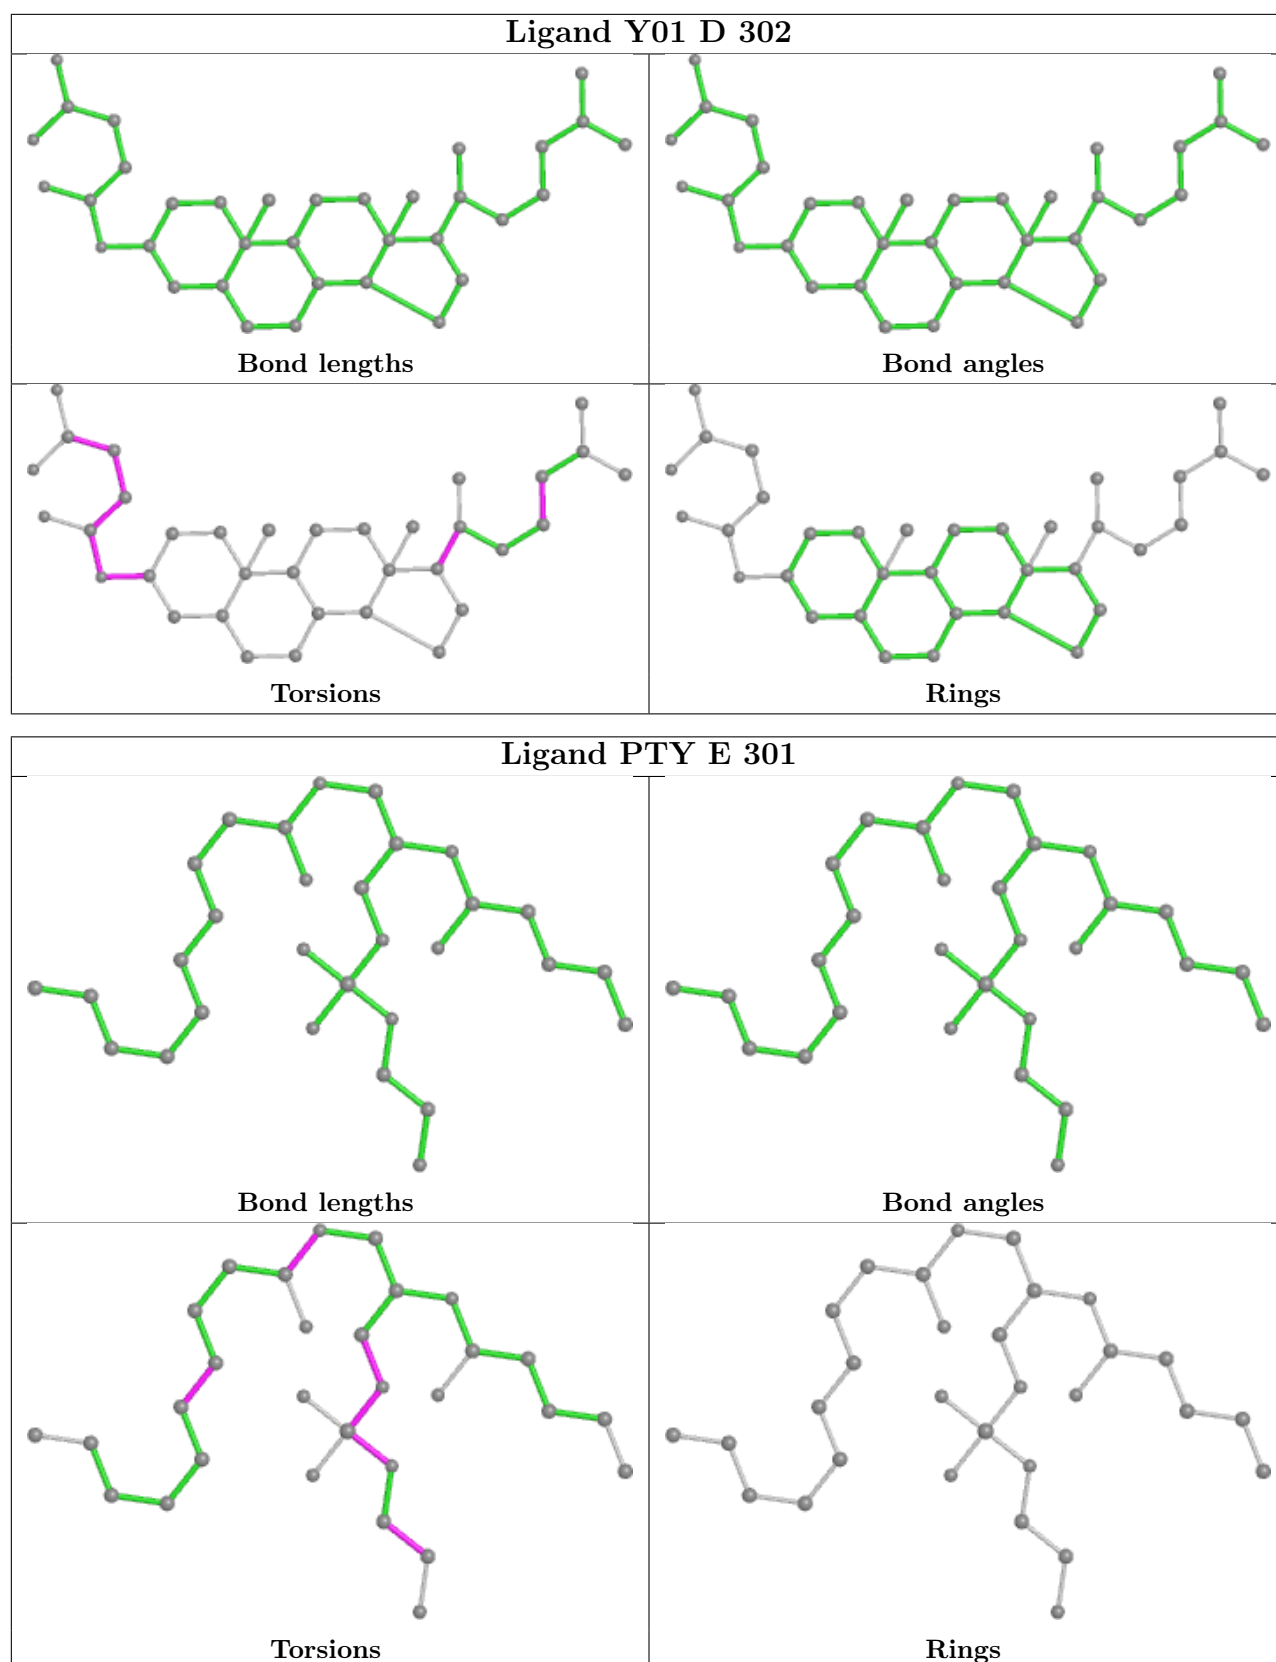 Ligand Y01 D 302
Bond lengths
Bond angles
Torsions
Rings
Ligand PTY E 301
Bond lengths
Bond angles
Torsions
Rings